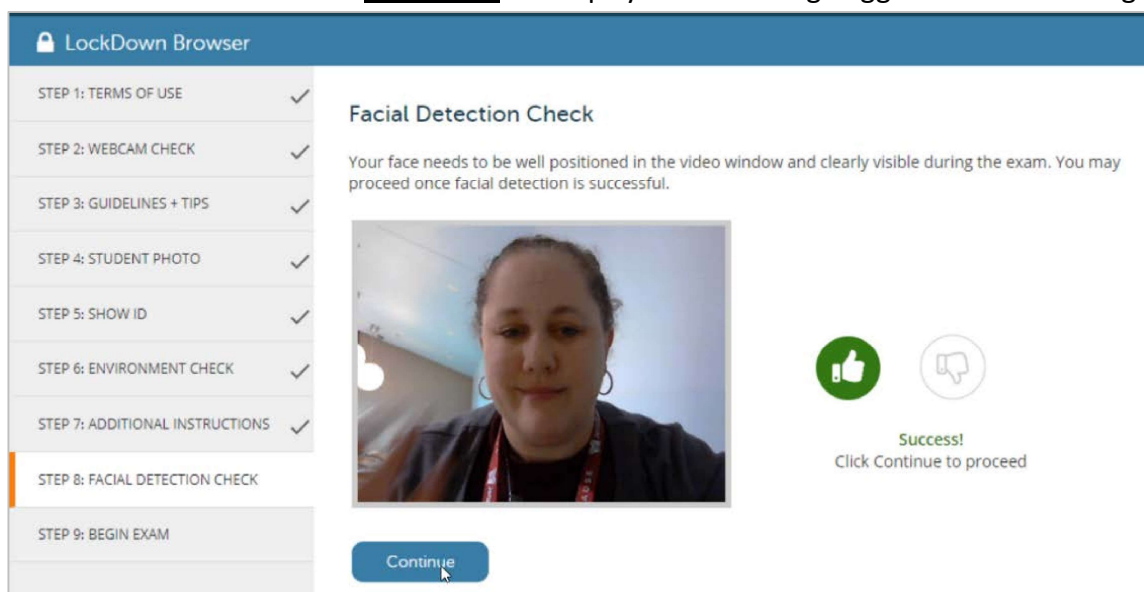 LockDown Browser
STEP 1: TERMS OF USE
STEP 2: WEBCAM CHECK
STEP 3: GUIDELINES + TIPS
STEP 4: STUDENT PHOTO
STEP 5: SHOW ID
STEP 6: ENVIRONMENT CHECK
STEP 7: ADDITIONAL INSTRUCTIONS
STEP 8: FACIAL DETECTION CHECK
STEP 9: BEGIN EXAM
Facial Detection Check
Your face needs to be well positioned in the video window and clearly visible during the exam. You may
proceed once facial detection is successful.
Success!
Click Continue to proceed
Continue